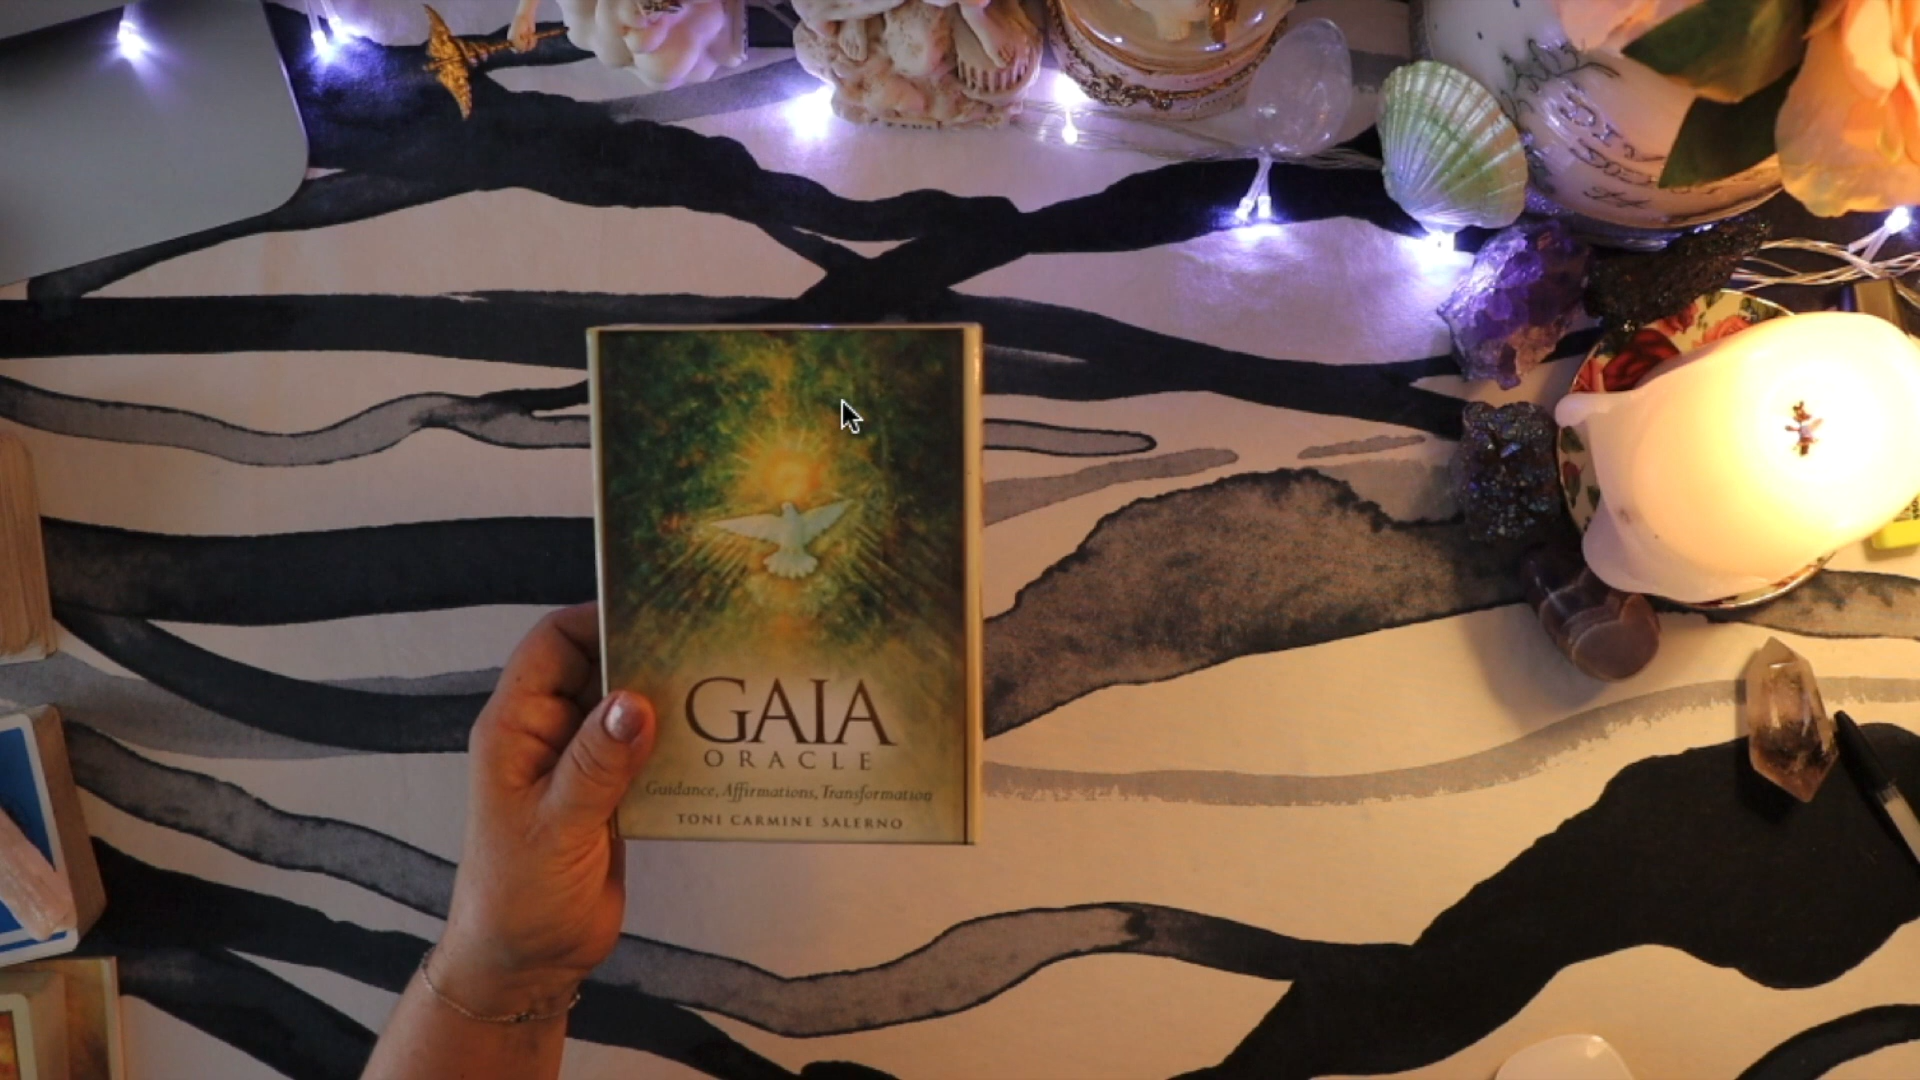 GAIA
ORACLE
Guidance, Affirmations, Transformation
TONI CARMINE SALERNO